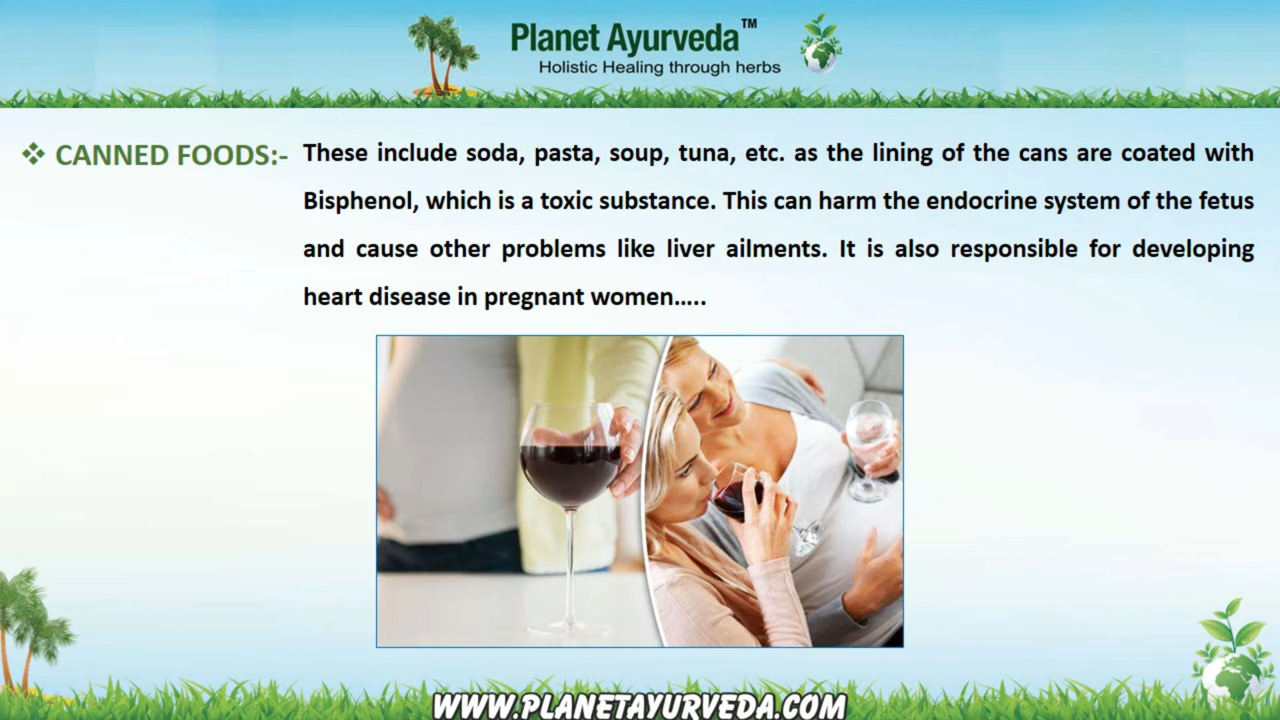 Planet Ayurveda™
Holistic Healing through herbs
❖ CANNED FOODS:- These include soda, pasta, soup, tuna, etc. as the lining of the cans are coated with
Bisphenol, which is a toxic substance. This can harm the endocrine system of the fetus
and cause other problems like liver ailments. It is also responsible for developing
heart disease in pregnant women.....
WWW.PLANETAYURVEDA.COM